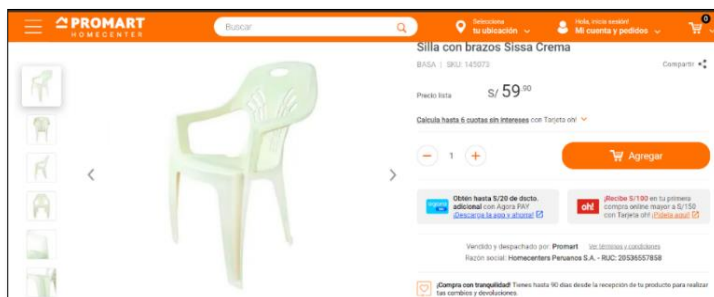 PROMART
HOMECENTER
Buscar
Selecciona
tu ubicación
Hola, inicia sesión!
Mi cuenta y pedidos
0
Silla con brazos Sissa Crema
BASA | SKU: 145073
Compartir
Precio lista
S/ 59.90
Calcula hasta 6 cuotas sin intereses con Tarjeta oh!
1
Agregar
Obtén hasta S/20 de dscto.
adicional con Agora PAY
¡Descarga la app y ahorra!
oh!
¡Recibe S/100 en tu primera
compra online mayor a S/150
con Tarjeta oh! ¡Pídela aquí!
Vendido y despachado por: Promart Ver términos y condiciones
Razón social: Homecenters Peruanos S.A. - RUC: 20536557858
¡Compra con tranquilidad! Tienes hasta 90 días desde la recepción de tu producto para realizar
tus cambios y devoluciones.